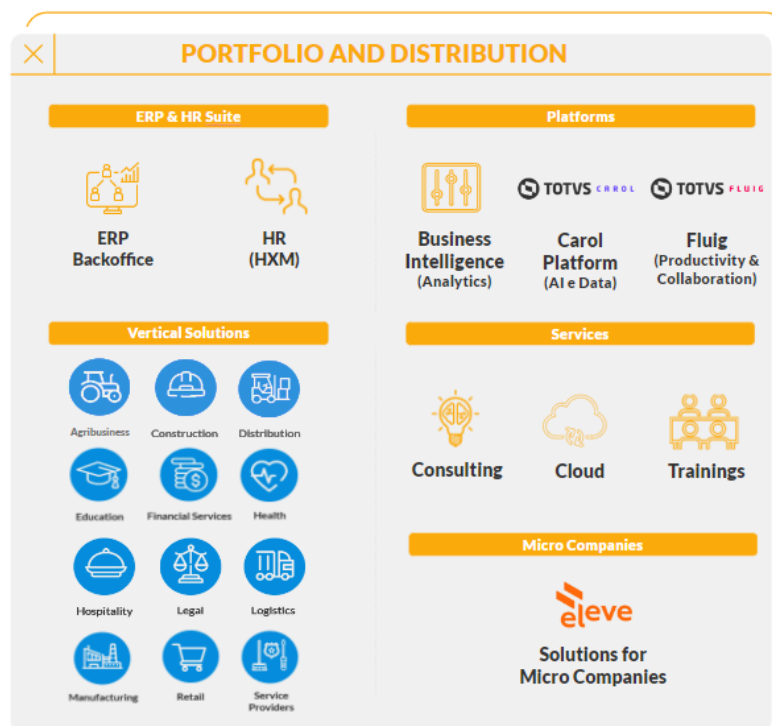 PORTFOLIO AND DISTRIBUTION
ERP & HR Suite
ERP
Backoffice
HR
(HXM)
Platforms
Business
Intelligence
(Analytics)
TOTVS CAROL
Carol
Platform
(AI e Data)
TOTVS FLUIG
Fluig
(Productivity &
Collaboration)
Vertical Solutions
Agribusiness
Construction
Distribution
Education
Financial Services
Health
Hospitality
Legal
Logistics
Manufacturing
Retail
Service
Providers
Services
Consulting
Cloud
Trainings
Micro Companies
eleve
Solutions for
Micro Companies